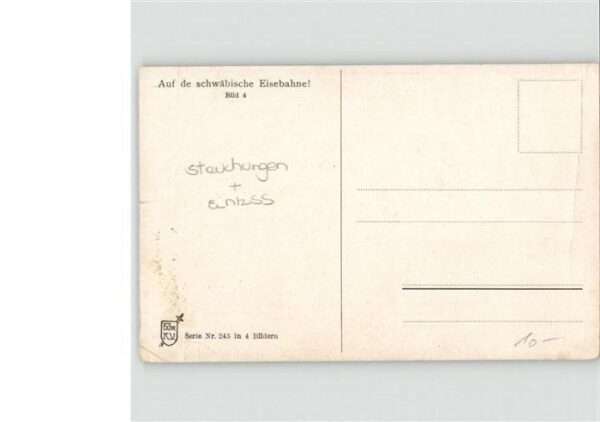 „Auf de schwäbische Eisebahne!
Bild 4
Stauchungen
+
Einriss
Serie Nr. 245 in 4 Bildern
10.-